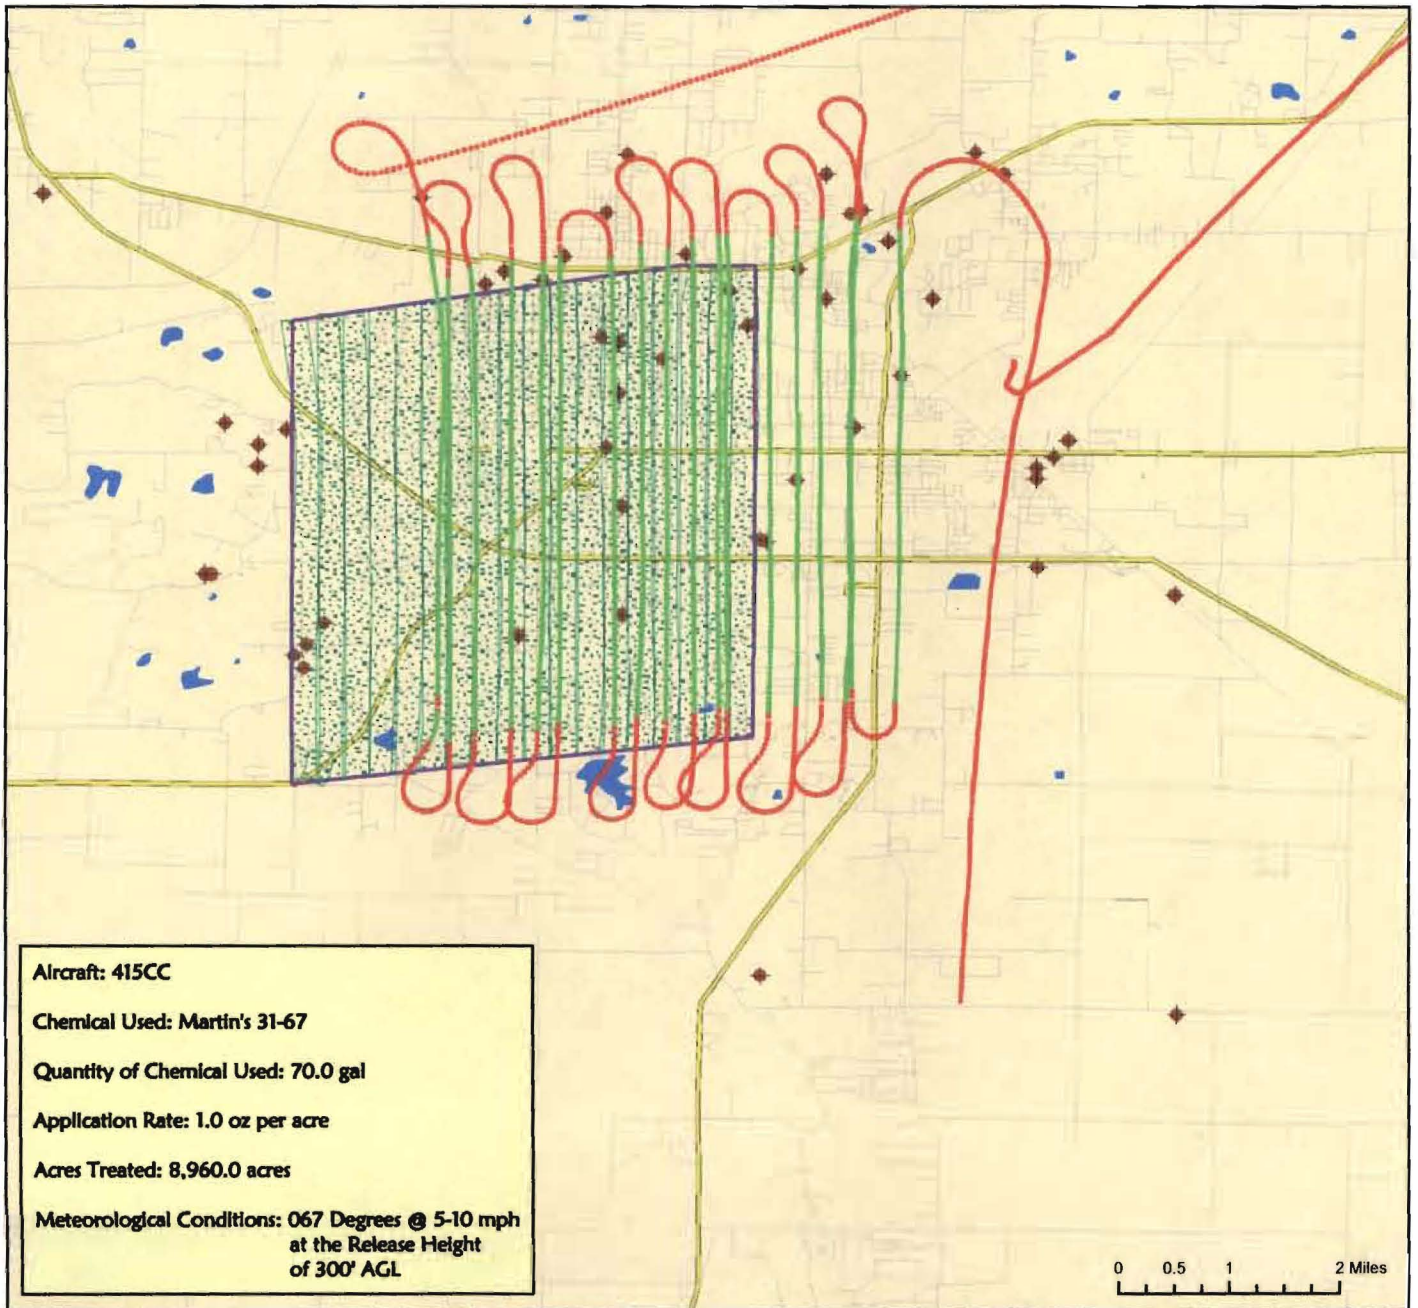 Aircraft: 415CC
Chemical Used: Martin's 31-67
Quantity of Chemical Used: 70.0 gal
Application Rate: 1.0 oz per acre
Acres Treated: 8,960.0 acres
Meteorological Conditions: 067 Degrees @ 5-10 mph
at the Release Height
of 300' AGL
0 0.5 1 2 Miles